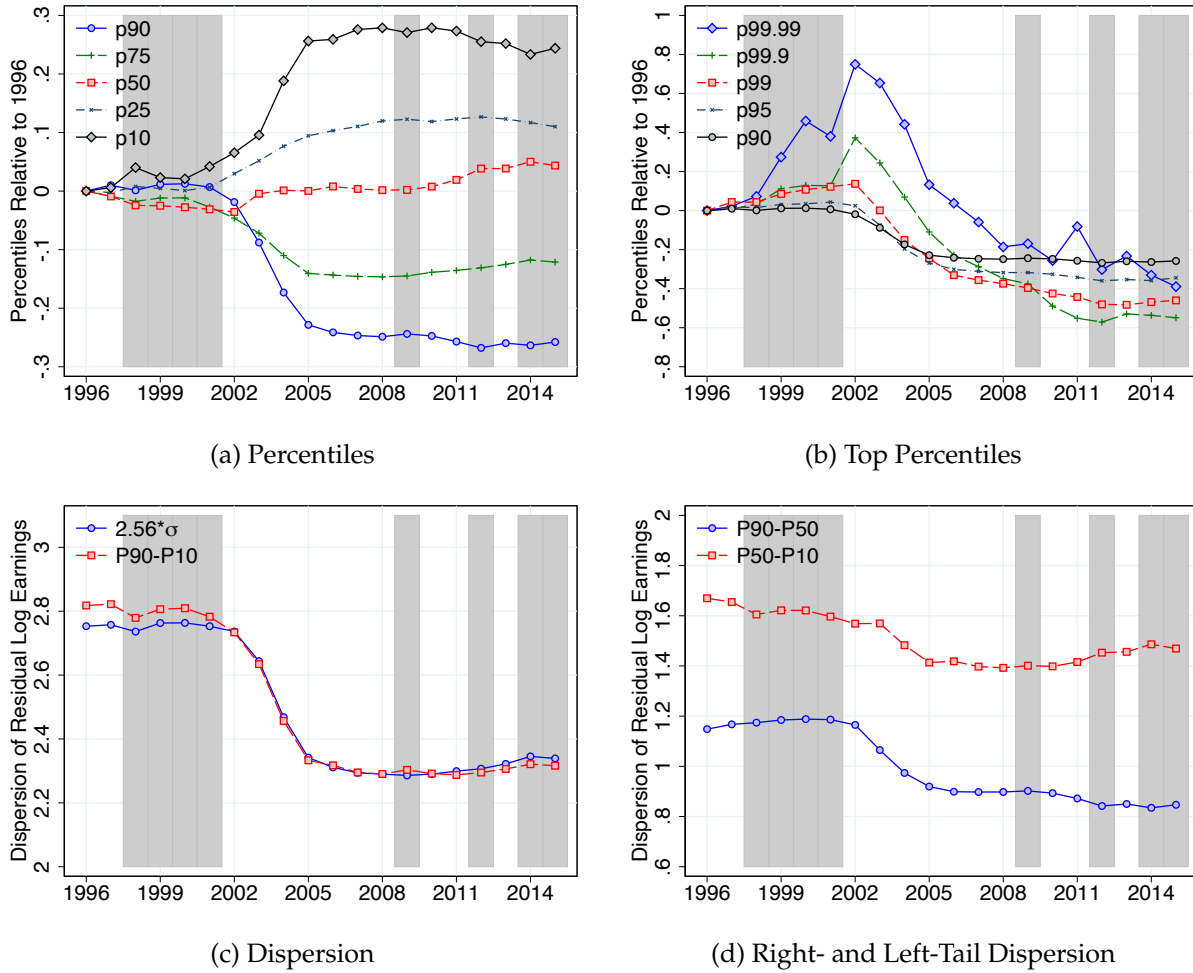 Percentiles Relative to 1996
.3
.2
.1
0
.1
.2
-.3
p90
p75
p50
p25
p10
1996 1999 2002 2005 2008 2011 2014
(a) Percentiles
Percentiles Relative to 1996
1
.8
.6
.4
.2
0
-.2
-.4
-.6
-.8
p99.99
p99.9
p99
p95
p90
1996 1999 2002 2005 2008 2011 2014
(b) Top Percentiles
Dispersion of Residual Log Earnings
3
2.8
2.6
2.4
2.2
2
2.56*σ
P90-P10
1996 1999 2002 2005 2008 2011 2014
(c) Dispersion
Dispersion of Residual Log Earnings
2
1.8
1.6
1.4
1.2
1
.8
.6
P90-P50
P50-P10
1996 1999 2002 2005 2008 2011 2014
(d) Right- and Left-Tail Dispersion